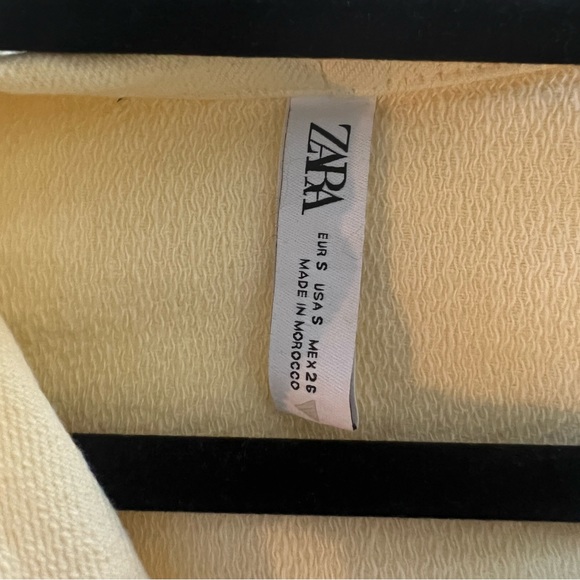 ZARA
EUR S USA S MEX 26
MADE IN MOROCCO